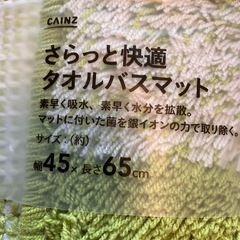 CAINZ
さらっと快適
タオルバスマット
素早く吸水、素早く水分を拡散。
マットに付いた菌を銀イオンの力で取り除く。
サイズ：（約）
幅45×長さ65cm